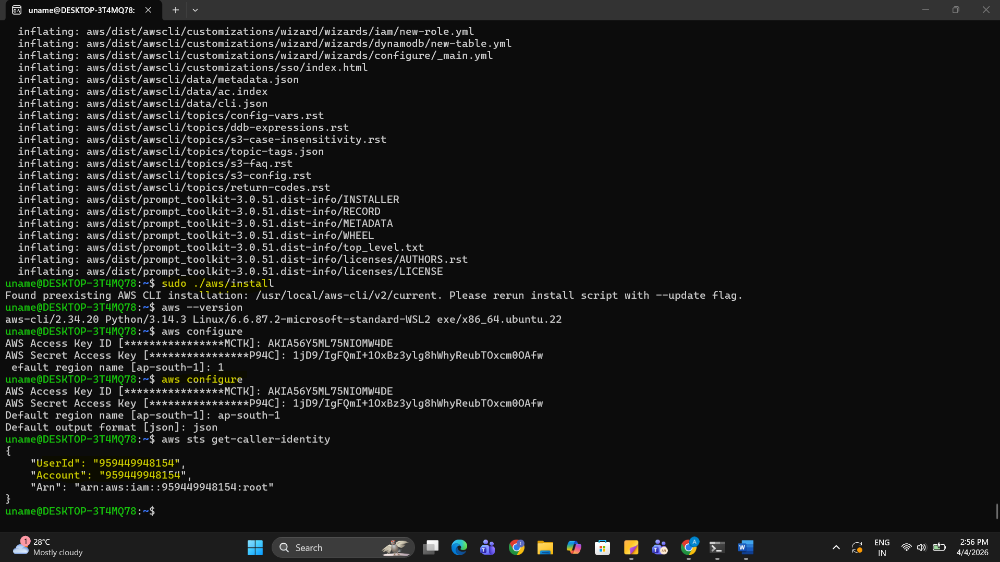 uname@DESKTOP-3T4MQ78:
inflating: aws/dist/awscli/customizations/wizard/wizards/iam/new-role.yml
inflating: aws/dist/awscli/customizations/wizard/wizards/dynamodb/new-table.yml
inflating: aws/dist/awscli/customizations/wizard/wizards/configure/_main.yml
inflating: aws/dist/awscli/customizations/sso/index.html
inflating: aws/dist/awscli/data/metadata.json
inflating: aws/dist/awscli/data/ac.index
inflating: aws/dist/awscli/data/cli.json
inflating: aws/dist/awscli/topics/config-vars.rst
inflating: aws/dist/awscli/topics/ddb-expressions.rst
inflating: aws/dist/awscli/topics/s3-case-insensitivity.rst
inflating: aws/dist/awscli/topics/topic-tags.json
inflating: aws/dist/awscli/topics/s3-faq.rst
inflating: aws/dist/awscli/topics/s3-config.rst
inflating: aws/dist/awscli/topics/return-codes.rst
inflating: aws/dist/prompt_toolkit-3.0.51.dist-info/INSTALLER
inflating: aws/dist/prompt_toolkit-3.0.51.dist-info/RECORD
inflating: aws/dist/prompt_toolkit-3.0.51.dist-info/METADATA
inflating: aws/dist/prompt_toolkit-3.0.51.dist-info/WHEEL
inflating: aws/dist/prompt_toolkit-3.0.51.dist-info/top_level.txt
inflating: aws/dist/prompt_toolkit-3.0.51.dist-info/licenses/AUTHORS.rst
inflating: aws/dist/prompt_toolkit-3.0.51.dist-info/licenses/LICENSE
uname@DESKTOP-3T4MQ78:~$ sudo ./aws/install
Found preexisting AWS CLI installation: /usr/local/aws-cli/v2/current. Please rerun install script with --update flag.
uname@DESKTOP-3T4MQ78:~$ aws --version
aws-cli/2.34.20 Python/3.14.3 Linux/6.6.87.2-microsoft-standard-WSL2 exe/x86_64.ubuntu.22
uname@DESKTOP-3T4MQ78:~$ aws configure
AWS Access Key ID [****************MCTK]: AKIA56Y5ML75NIOMW4DE
AWS Secret Access Key [****************P94C]: 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
efault region name [ap-south-1]: 1
uname@DESKTOP-3T4MQ78:~$ aws configure
AWS Access Key ID [****************MCTK]: AKIA56Y5ML75NIOMW4DE
AWS Secret Access Key [****************P94C]: 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
Default region name [ap-south-1]: ap-south-1
Default output format [json]: json
uname@DESKTOP-3T4MQ78:~$ aws sts get-caller-identity
{
"UserId": "959449948154",
"Account": "959449948154",
"Arn": "arn:aws:iam::959449948154:root"
}
uname@DESKTOP-3T4MQ78:~$
1
28°C
Mostly cloudy
Search
ENG
IN
2:56 PM
4/4/2026